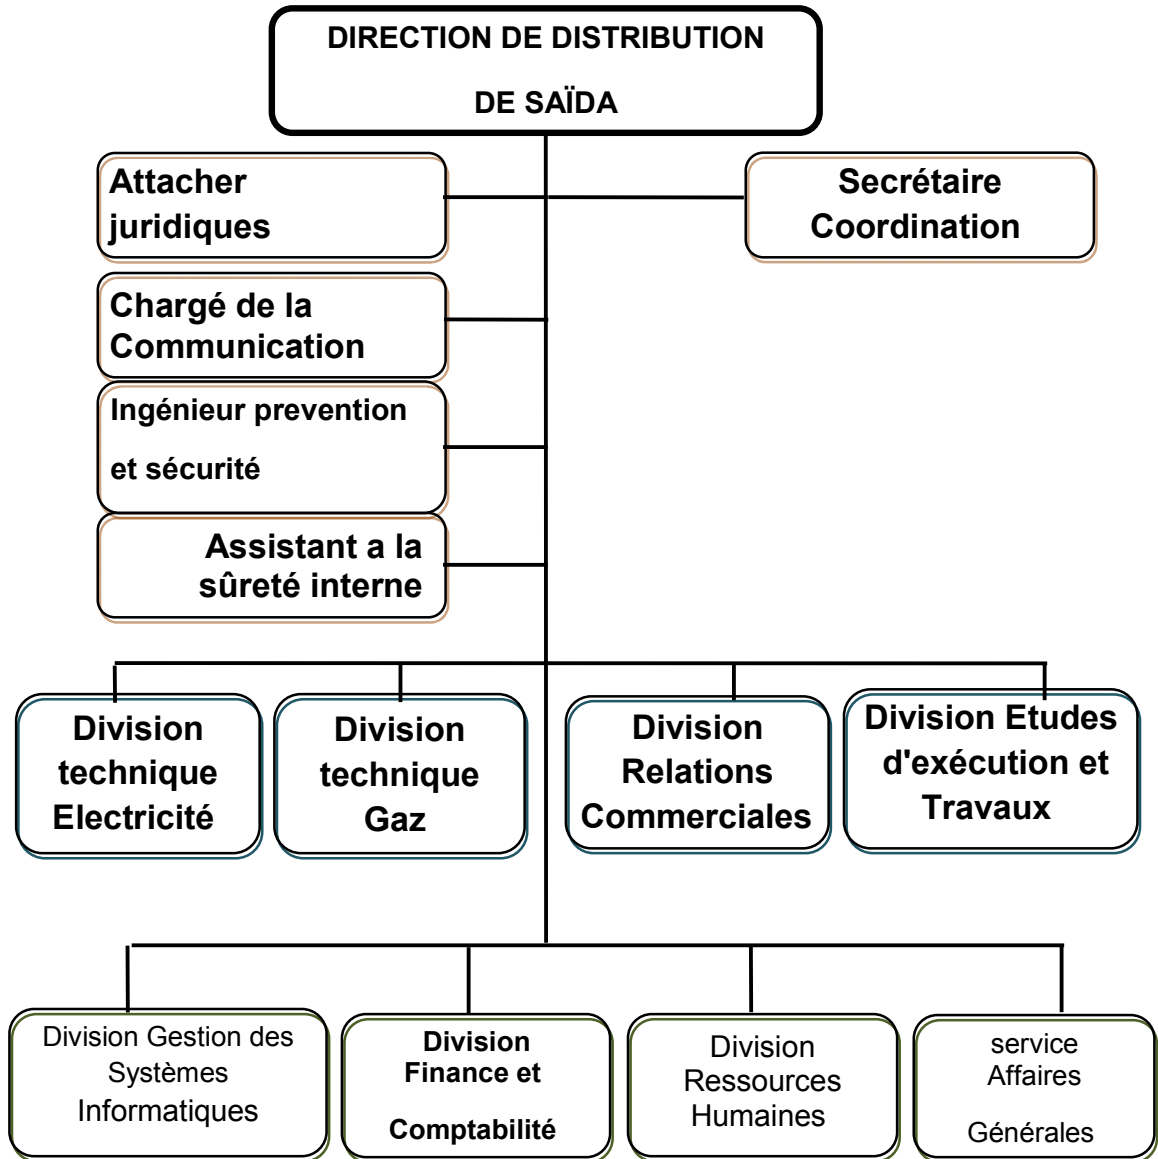 DIRECTION DE DISTRIBUTION
DE SAÏDA
Attacher
juridiques
Secrétaire
Coordination
Chargé de la
Communication
Ingénieur prevention
et sécurité
Assistant a la
sûreté interne
Division
technique
Electricité
Division
technique
Gaz
Division
Relations
Commerciales
Division Etudes
d'exécution et
Travaux
Division Gestion des
Systèmes
Informatiques
Division
Finance et
Comptabilité
Division
Ressources
Humaines
service
Affaires
Générales